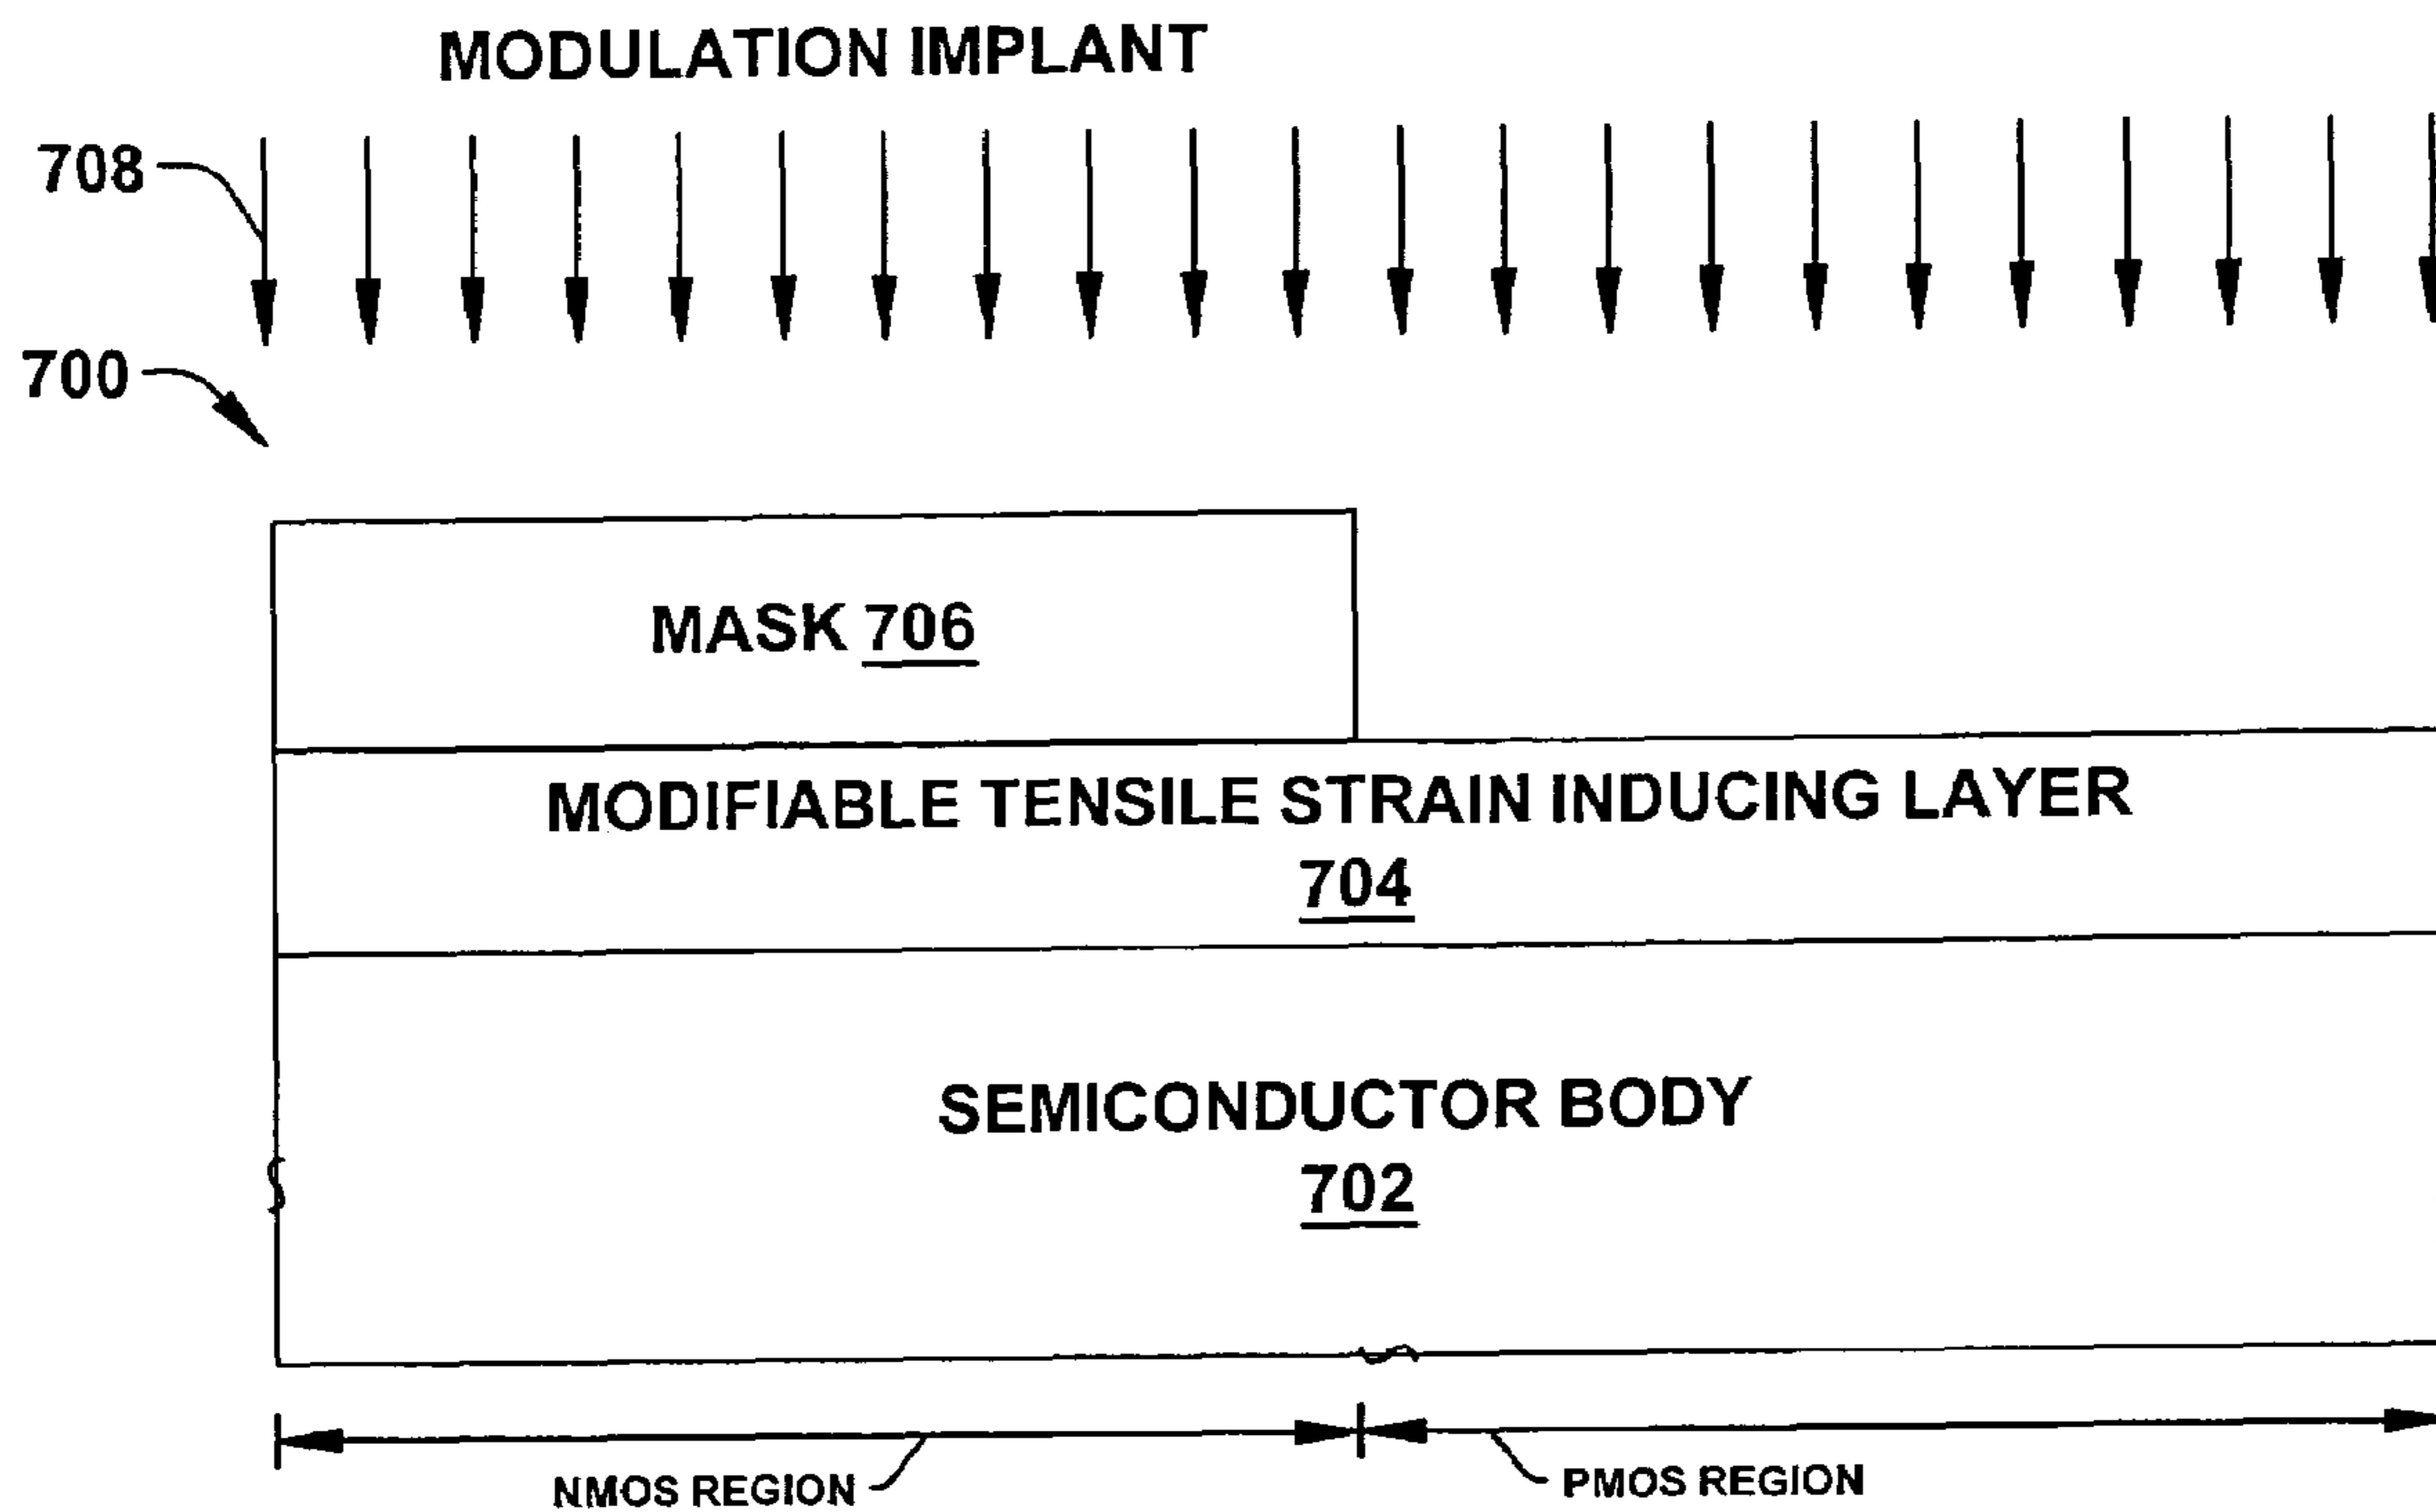 MODULATION IMPLANT
708
700
MASK 706
MODIFIABLE TENSILE STRAIN INDUCING LAYER
704
SEMICONDUCTOR BODY
702
NMOS REGION
PMOS REGION